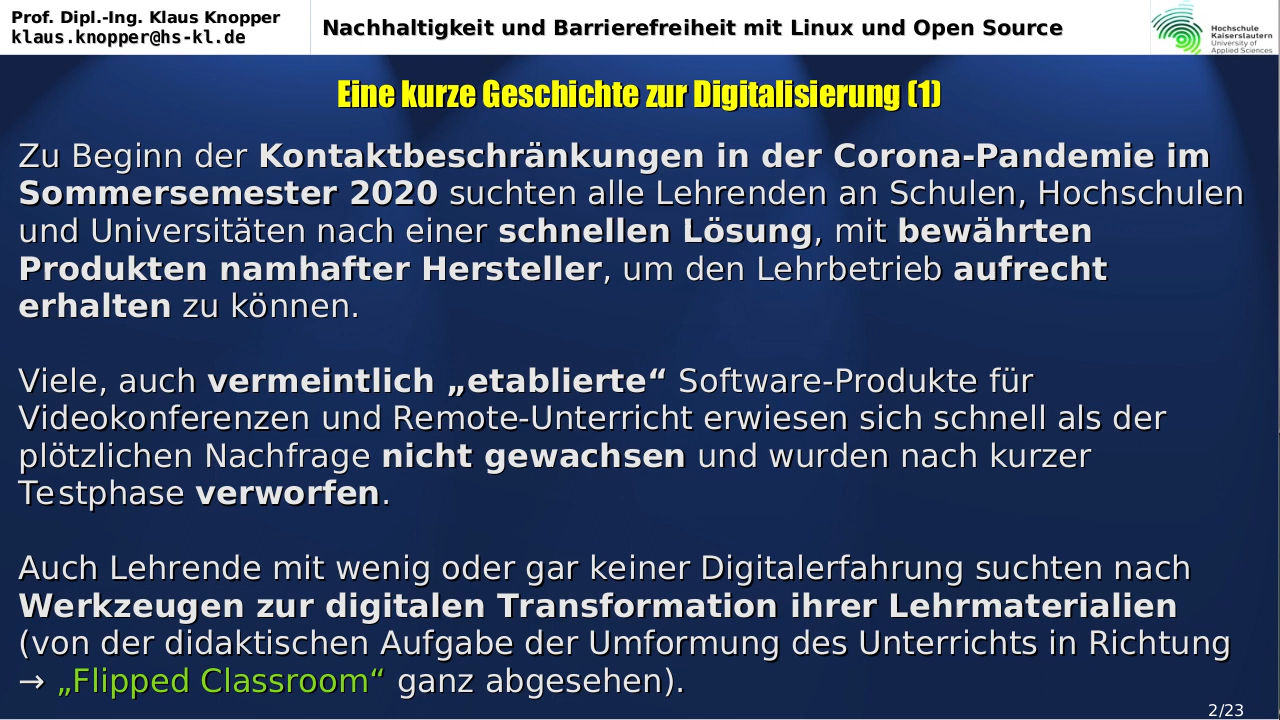 Prof. Dipl.-Ing. Klaus Knopper
klaus.knopper@hs-kl.de
Nachhaltigkeit und Barrierefreiheit mit Linux und Open Source
Hochschule
Kaiserslautern
University of
Applied Sciences
Eine kurze Geschichte zur Digitalisierung (1)
Zu Beginn der Kontaktbeschränkungen in der Corona-Pandemie im
Sommersemester 2020 suchten alle Lehrenden an Schulen, Hochschulen
und Universitäten nach einer schnellen Lösung, mit bewährten
Produkten namhafter Hersteller, um den Lehrbetrieb aufrecht
erhalten zu können.
Viele, auch vermeintlich „etablierte“ Software-Produkte für
Videokonferenzen und Remote-Unterricht erwiesen sich schnell als der
plötzlichen Nachfrage nicht gewachsen und wurden nach kurzer
Testphase verworfen.
Auch Lehrende mit wenig oder gar keiner Digitalerfahrung suchten nach
Werkzeugen zur digitalen Transformation ihrer Lehrmaterialien
(von der didaktischen Aufgabe der Umformung des Unterrichts in Richtung
→ „Flipped Classroom“ ganz abgesehen).
2/23